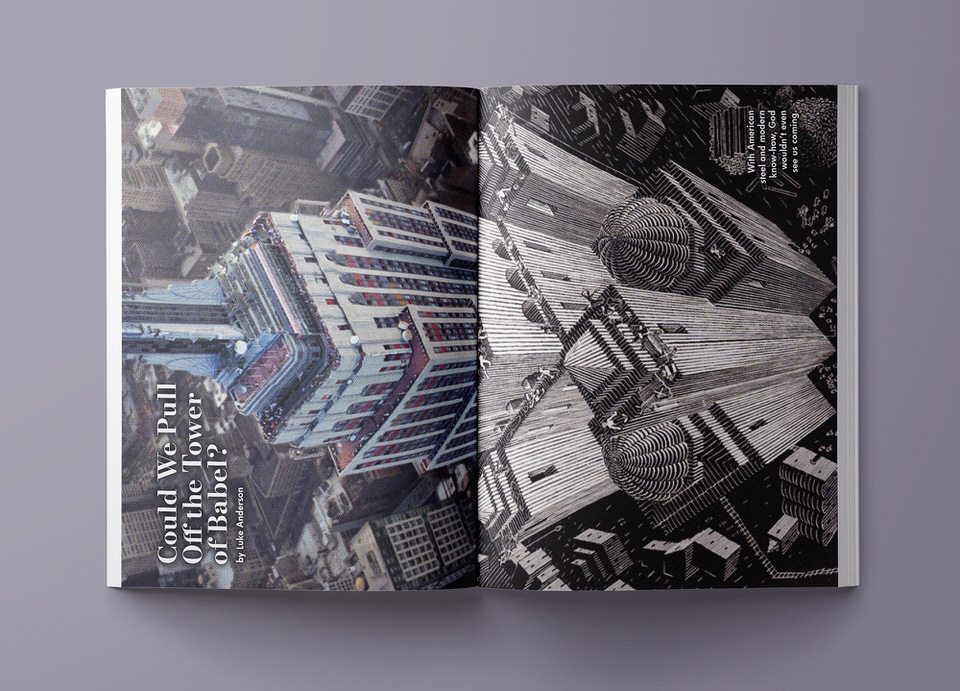 Could We Pull
Off the Tower
of Babel?
by Luke Anderson
With American
steel and modern
know-how, God
wouldn't even
see us coming.